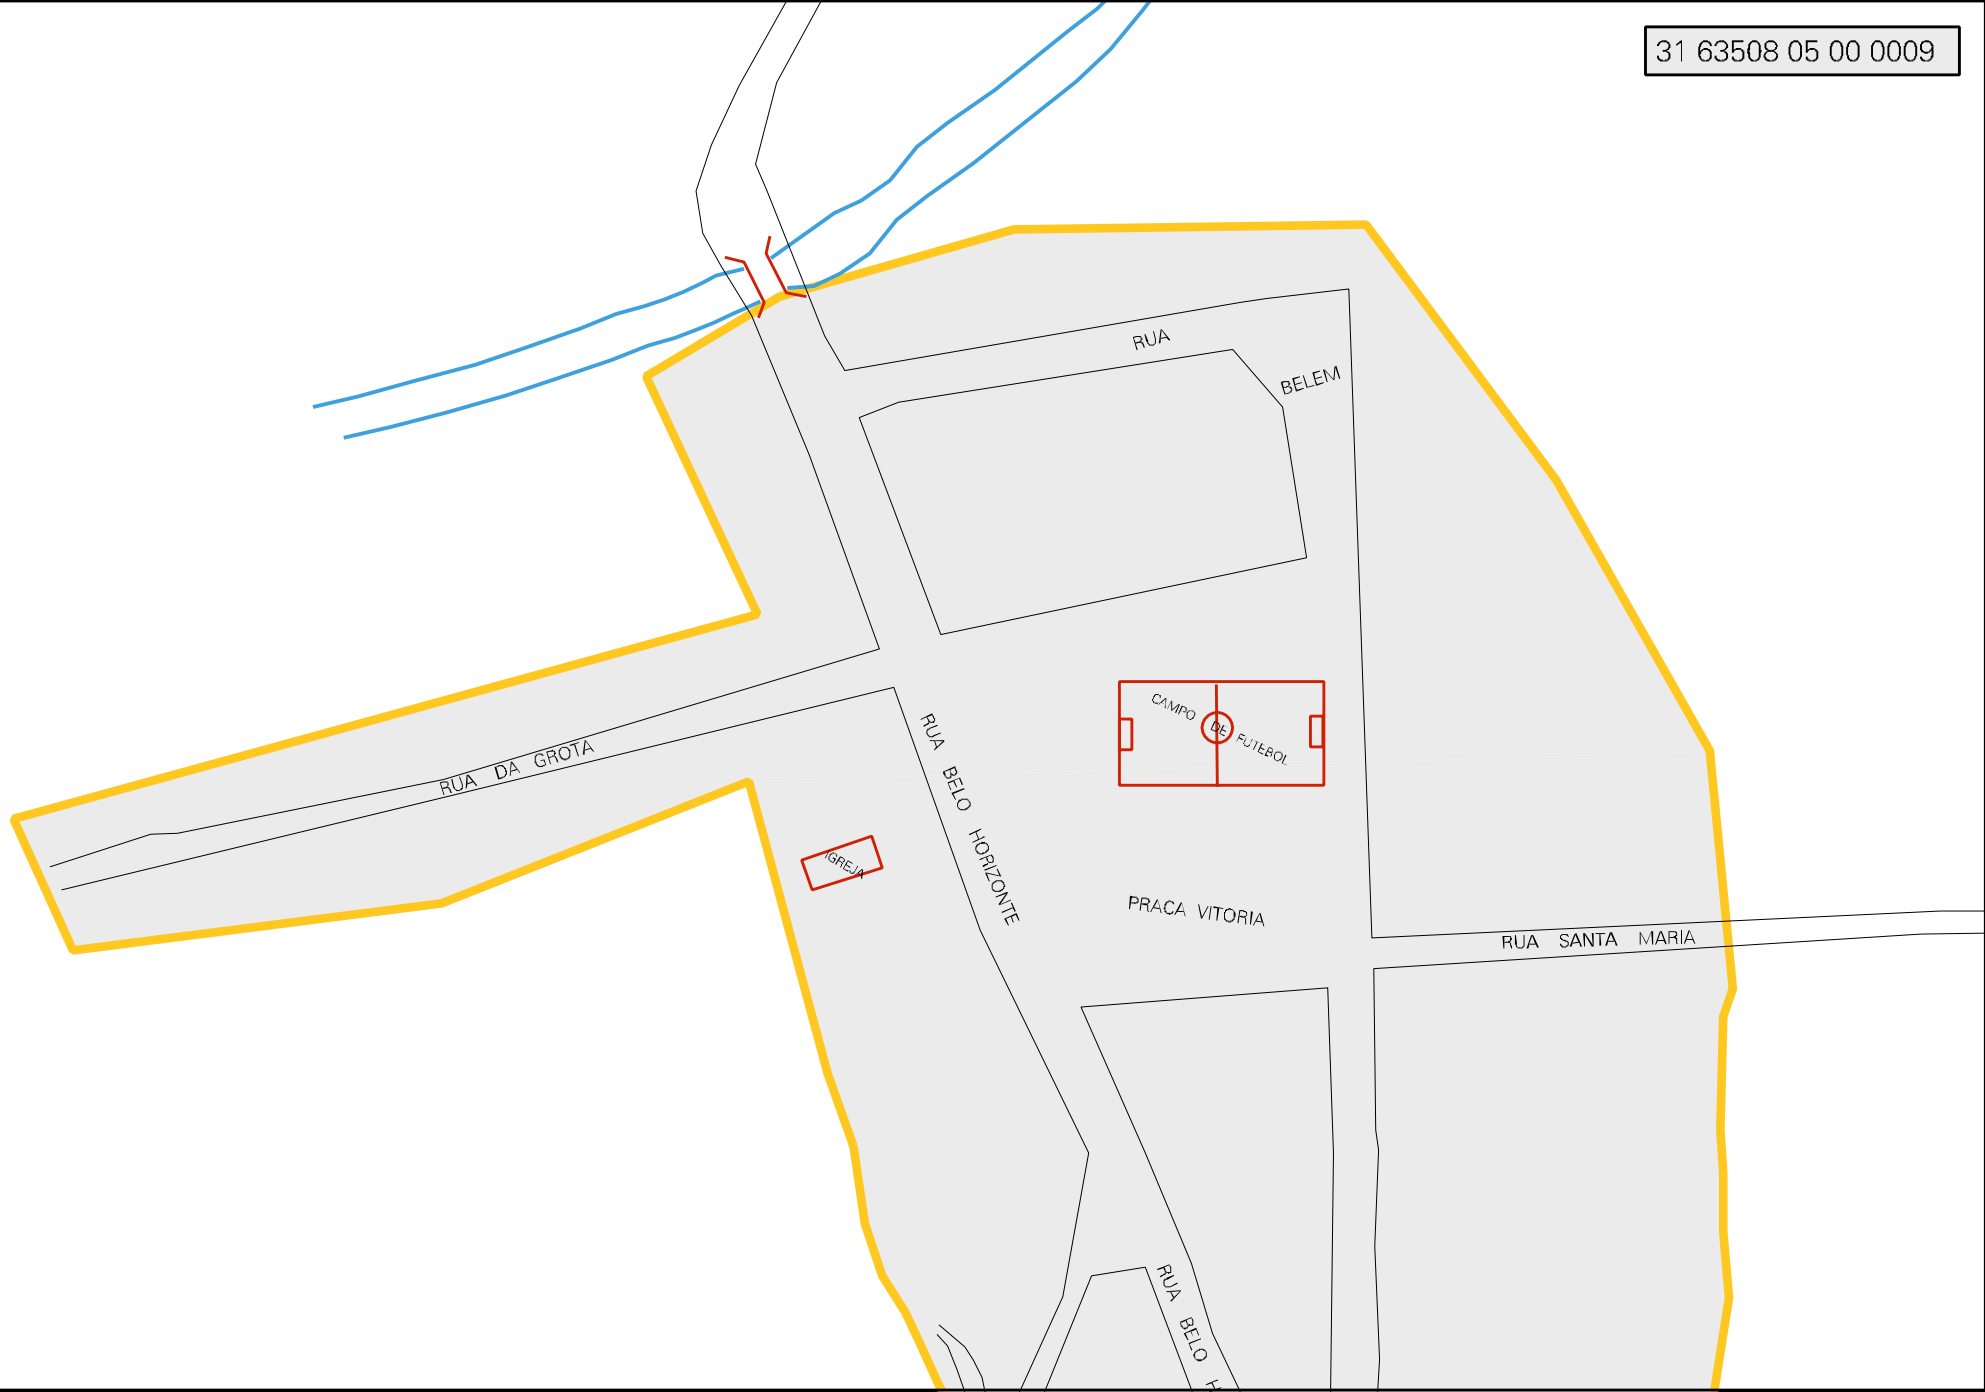 31 63508 05 00 0009
RUA
BELEM
CAMPO DE FUTEBOL
RUA DA GROTA
RUA BELO HORIZONTE
IGREJA
PRACA VITORIA
RUA SANTA MARIA
RUA BELO H